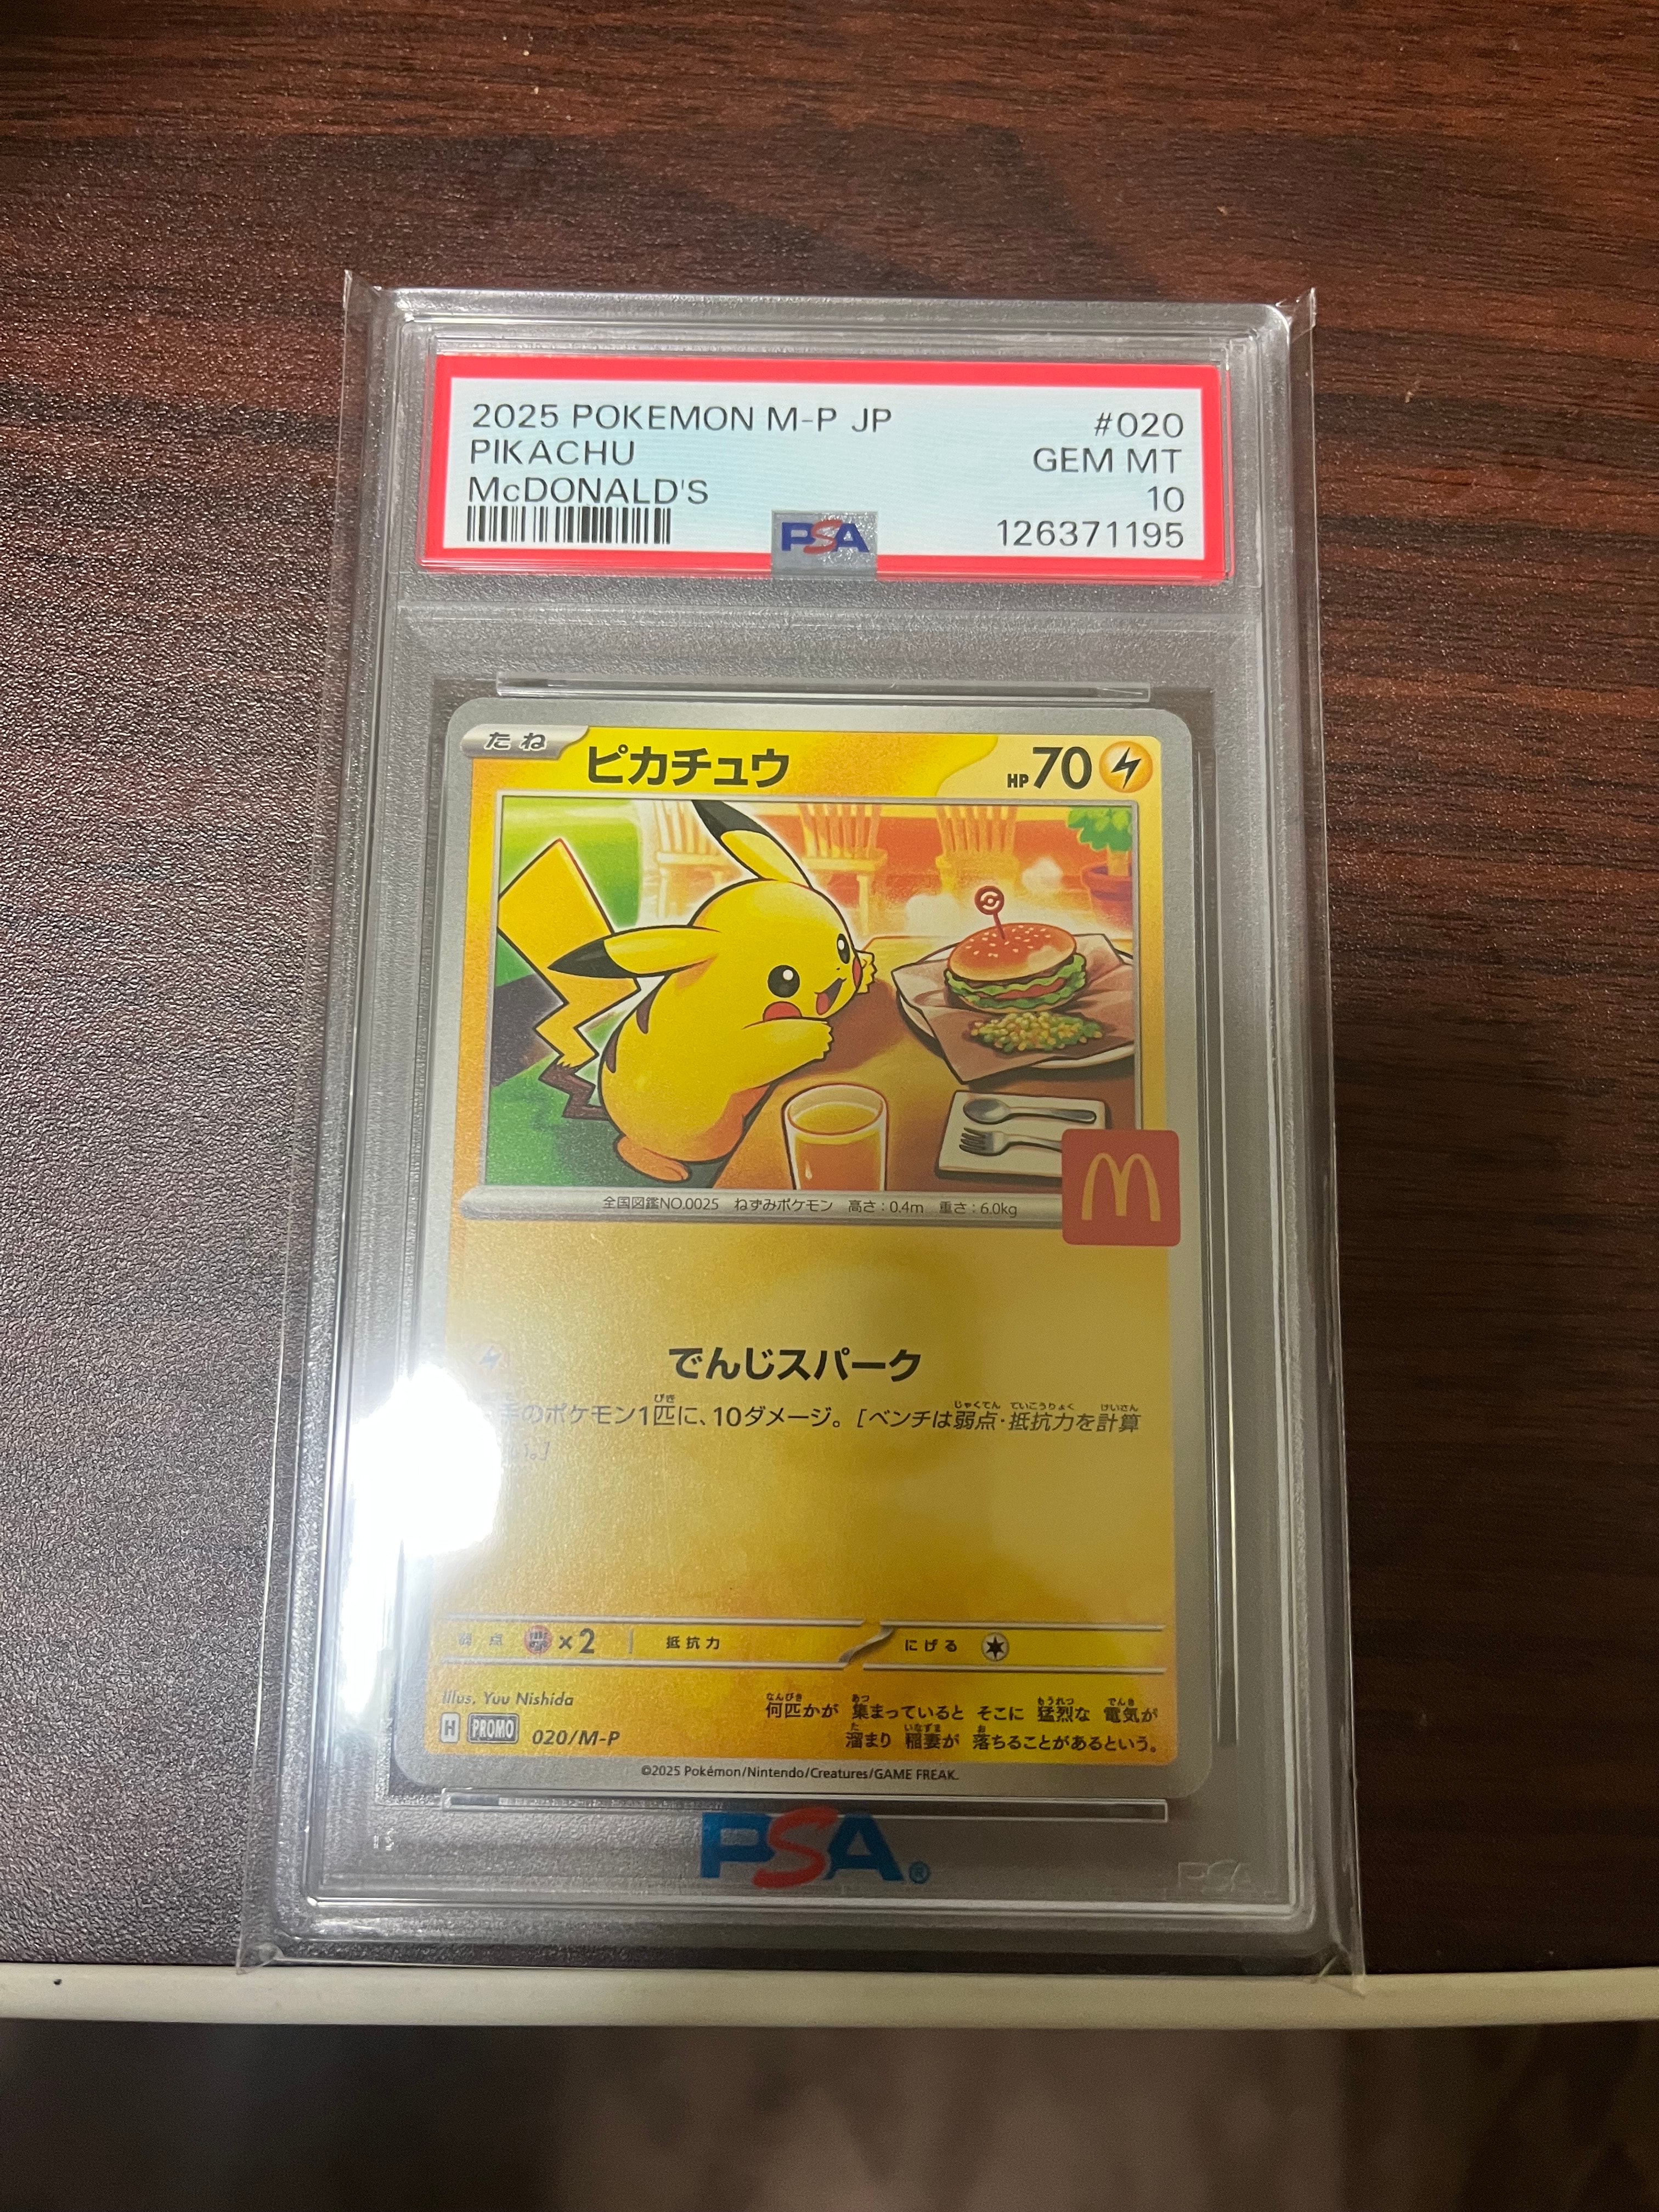 2025 POKEMON M-P JP #020
PIKACHU GEM MT
McDONALD'S 10
PSA 126371195
たね ピカチュウ HP70
全国図鑑NO.0025 ねずみポケモン 高さ：0.4m 重さ：6.0kg
M
でんじスパーク
手のポケモン1匹に、10ダメージ。［ベンチは弱点・抵抗力を計算
い。］
弱点 ×2 抵抗力 にげる
Illus. Yuu Nishida
何匹かが 集まっていると そこに 猛烈な 電気が
溜まり 稲妻が 落ちることがあるという。
H PROMO 020/M-P
©2025 Pokémon/Nintendo/Creatures/GAME FREAK.
PSA®
PSA